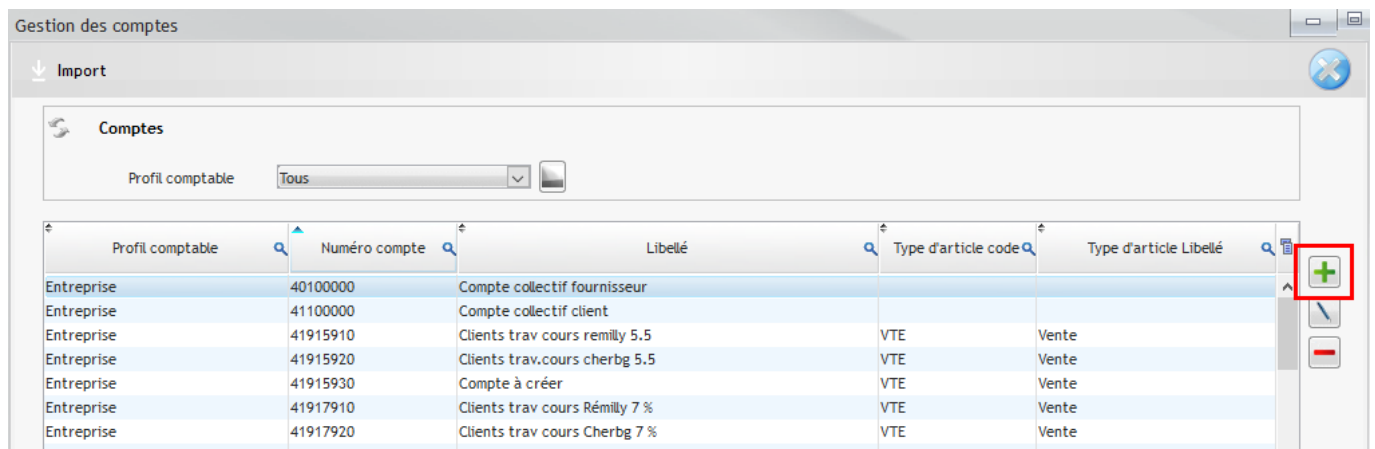 Gestion des comptes
Import
Comptes
Profil comptable Tous
Profil comptable Numéro compte Libellé Type d'article code Type d'article Libellé
Entreprise 40100000 Compte collectif fournisseur
Entreprise 41100000 Compte collectif client
Entreprise 41915910 Clients trav cours remilly 5.5 VTE Vente
Entreprise 41915920 Clients trav.cours cherbg 5.5 VTE Vente
Entreprise 41915930 Compte à créer VTE Vente
Entreprise 41917910 Clients trav cours Rémilly 7 % VTE Vente
Entreprise 41917920 Clients trav cours Cherbg 7 % VTE Vente